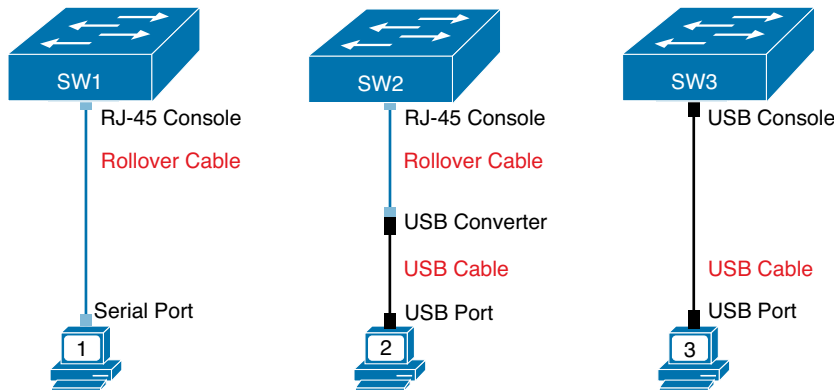 SW1
SW2
SW3
RJ-45 Console
RJ-45 Console
USB Console
Rollover Cable
Rollover Cable
USB Converter
USB Cable
USB Cable
Serial Port
USB Port
USB Port
1
2
3